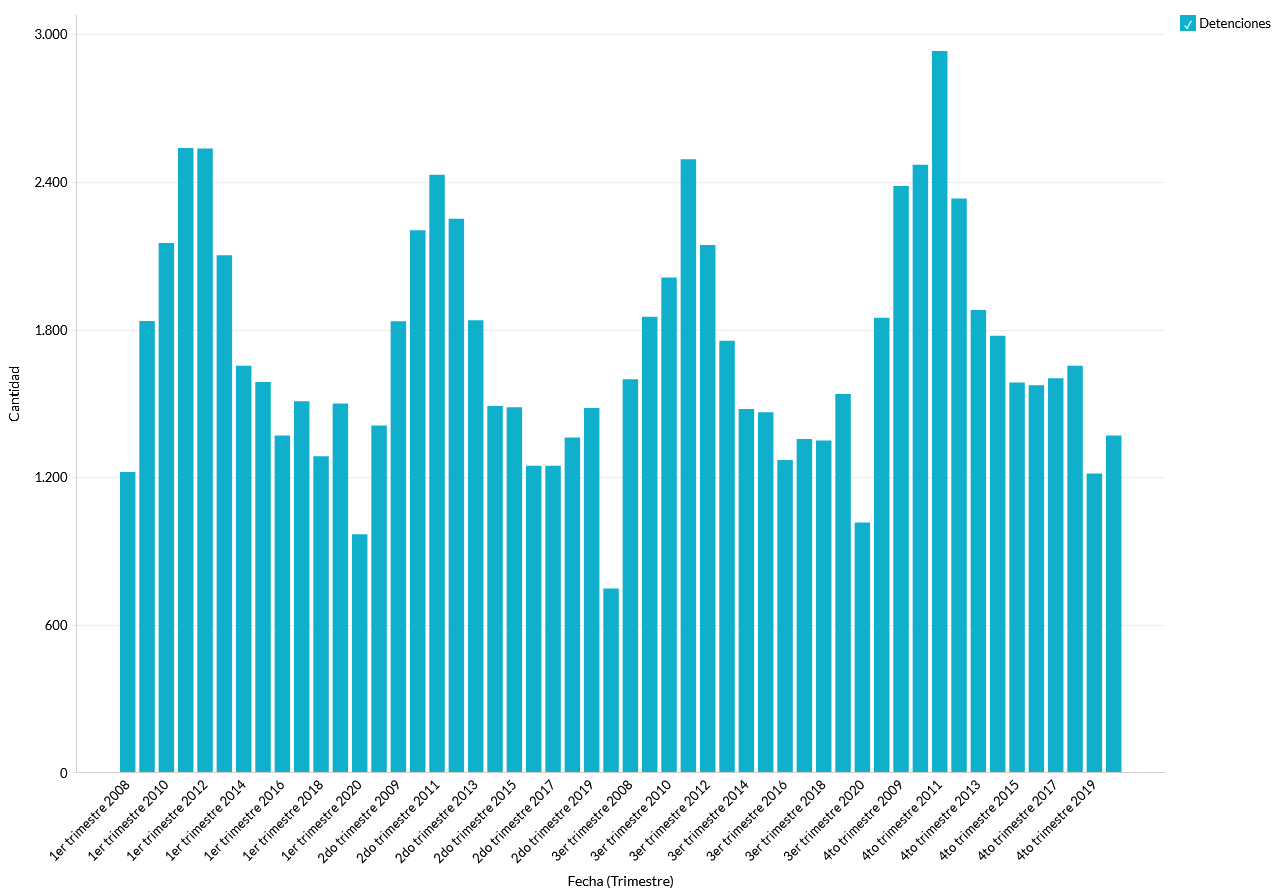 Detenciones
3.000
2.400
1.800
1.200
600
0
Cantidad
1er trimestre 2008
1er trimestre 2010
1er trimestre 2012
1er trimestre 2014
1er trimestre 2016
1er trimestre 2018
1er trimestre 2020
2do trimestre 2009
2do trimestre 2011
2do trimestre 2013
2do trimestre 2015
2do trimestre 2017
2do trimestre 2019
3er trimestre 2008
3er trimestre 2010
3er trimestre 2012
3er trimestre 2014
3er trimestre 2016
3er trimestre 2018
3er trimestre 2020
4to trimestre 2009
4to trimestre 2011
4to trimestre 2013
4to trimestre 2015
4to trimestre 2017
4to trimestre 2019
Fecha (Trimestre)